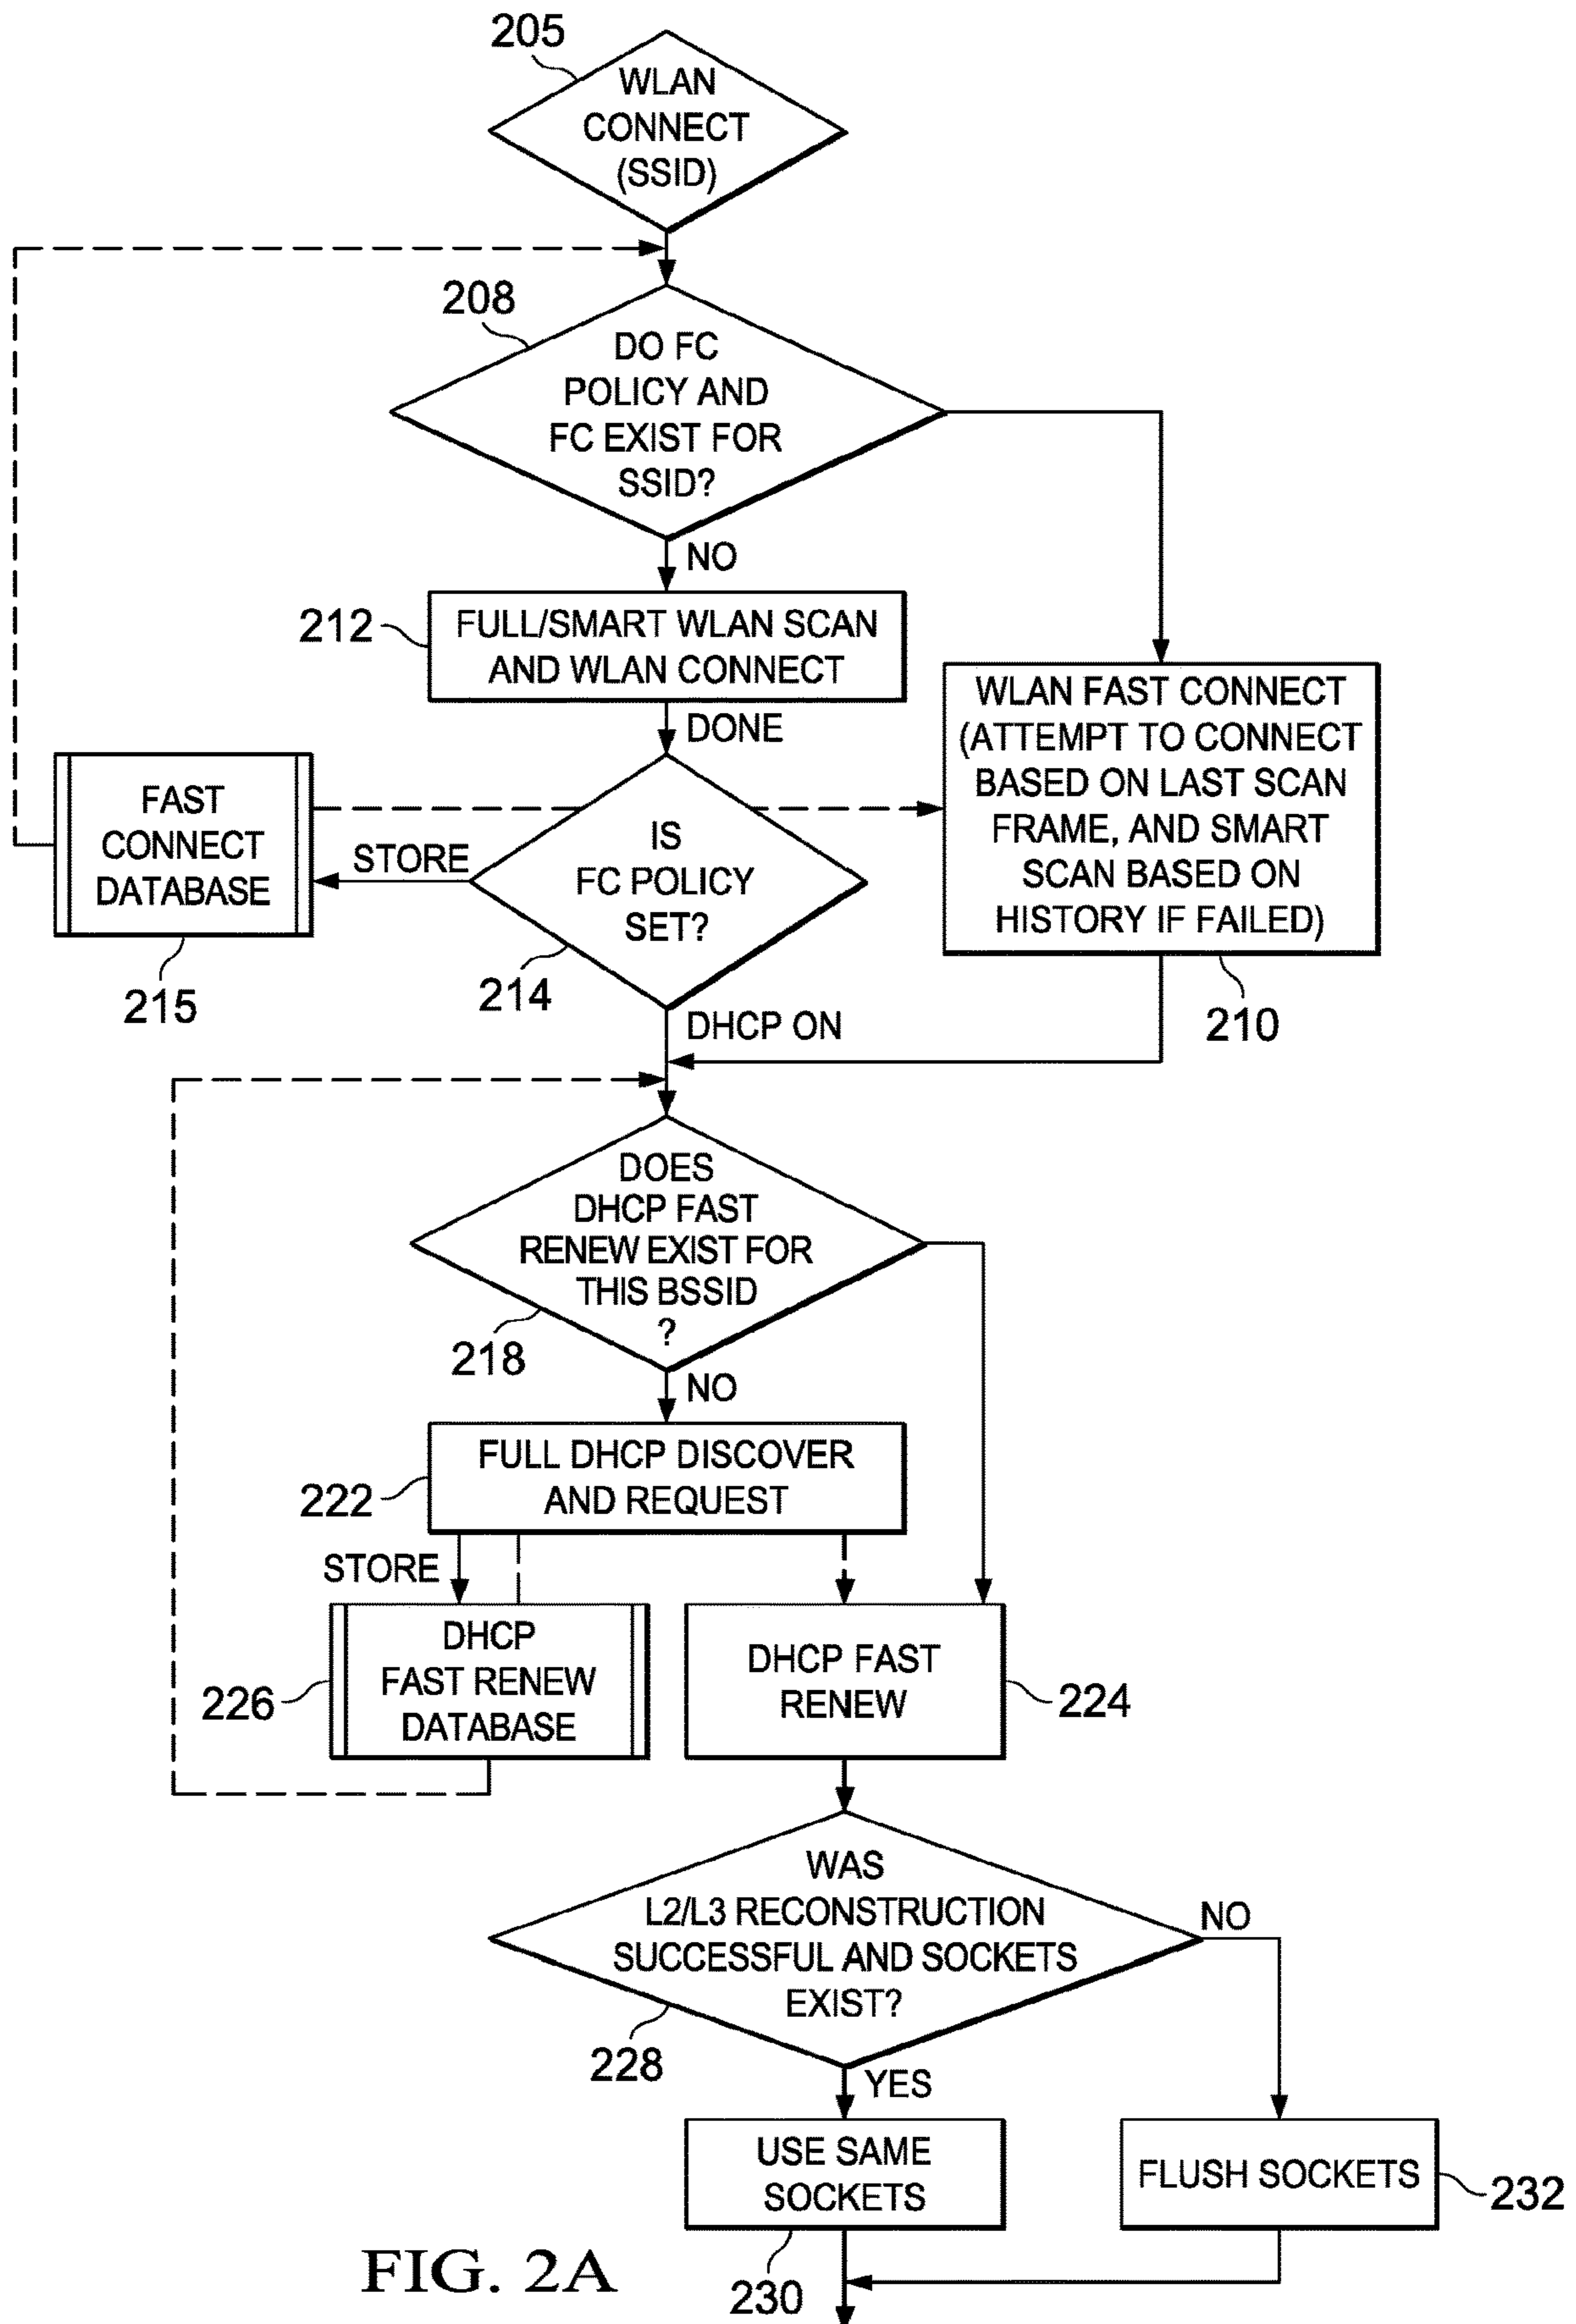 205
WLAN
CONNECT
(SSID)
208
DO FC
POLICY AND
FC EXIST FOR
SSID?
NO
212
FULL/SMART WLAN SCAN
AND WLAN CONNECT
DONE
WLAN FAST CONNECT
(ATTEMPT TO CONNECT
BASED ON LAST SCAN
FRAME, AND SMART
SCAN BASED ON
HISTORY IF FAILED)
210
FAST
CONNECT
DATABASE
215
STORE
IS
FC POLICY
SET?
214
DHCP ON
DOES
DHCP FAST
RENEW EXIST FOR
THIS BSSID
?
218
NO
FULL DHCP DISCOVER
AND REQUEST
222
STORE
DHCP
FAST RENEW
DATABASE
226
DHCP FAST
RENEW
224
WAS
L2/L3 RECONSTRUCTION
SUCCESSFUL AND SOCKETS
EXIST?
228
NO
YES
USE SAME
SOCKETS
230
FLUSH SOCKETS
232
FIG. 2A